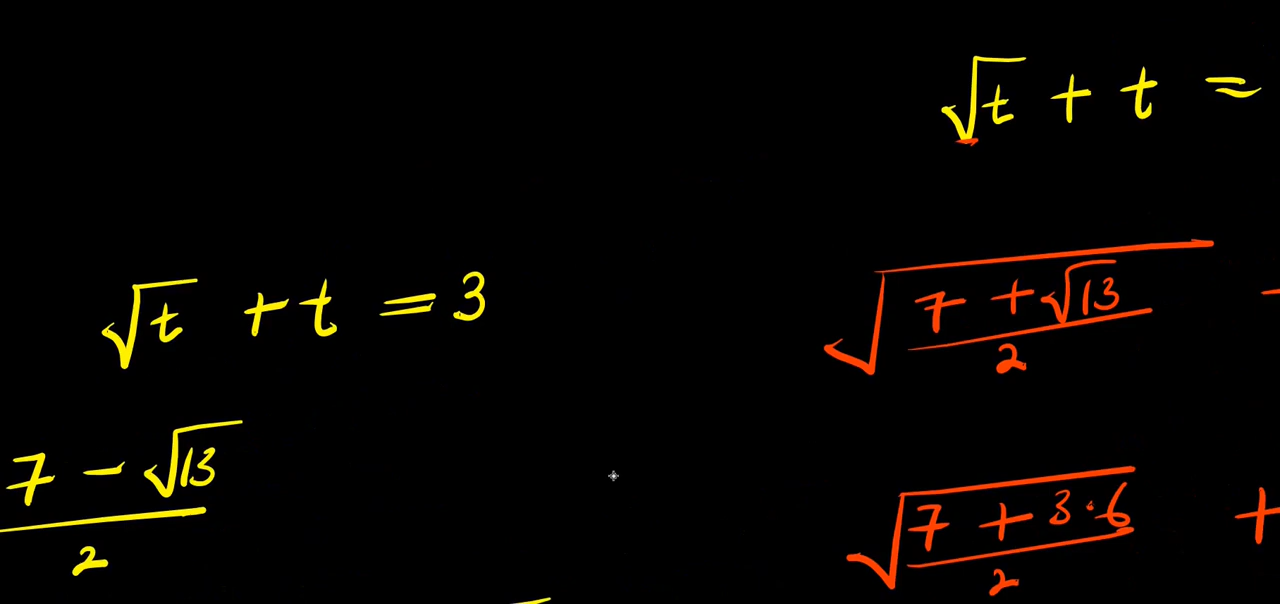 √t + t =
√t + t = 3
√((7 + √13)/2)
(7 - √13)/2
√((7 + 3·6)/2) +